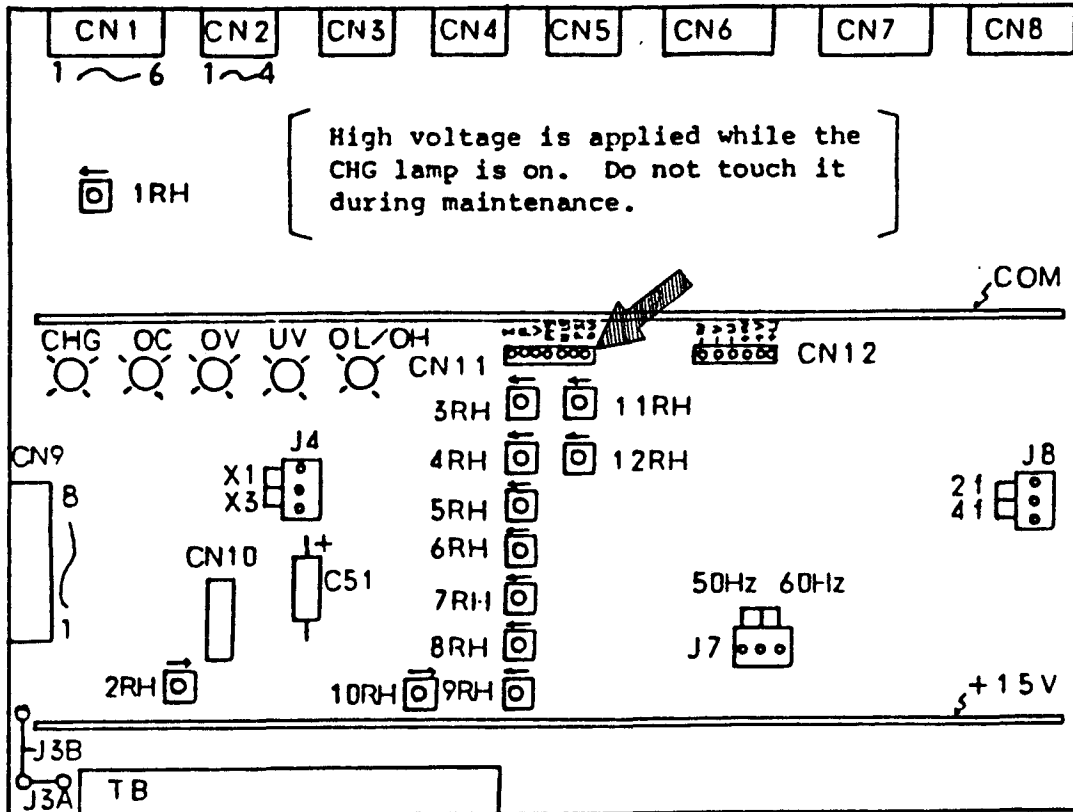 CN1 CN2 CN3 CN4 CN5 CN6 CN7 CN8
1~6 1~4
High voltage is applied while the
CHG lamp is on. Do not touch it
during maintenance.
1RH
COM
CHG OC OV UV OL/OH
CN11
CN12
3RH 11RH
4RH 12RH
5RH
6RH
7RH
8RH
10RH 9RH
2RH
CN9
8
1
J4
X1
X3
CN10
+
C51
J8
2f
4f
50Hz 60Hz
J7
+15V
J3B
J3A
TB